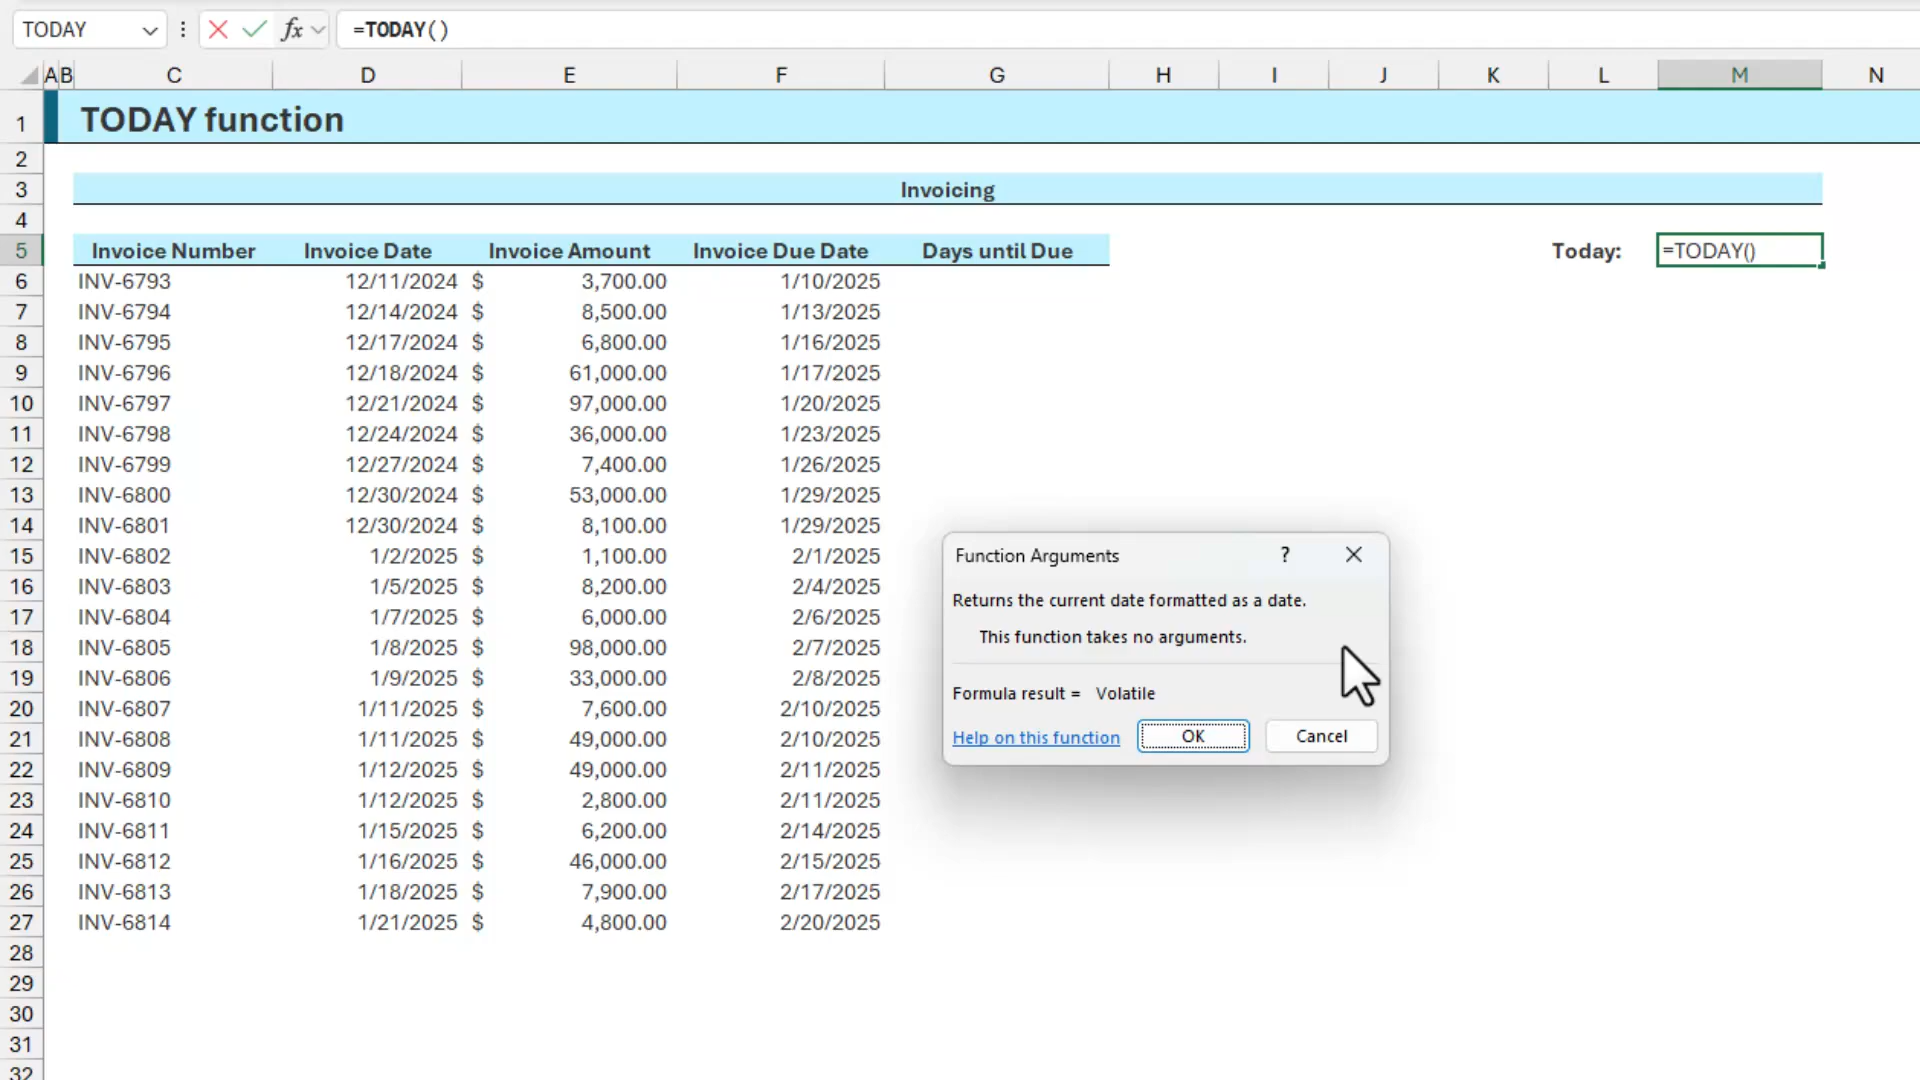 TODAY fx =TODAY()
A B C D E F G H I J K L M N
1 TODAY function
2
3 Invoicing
4
5 Invoice Number Invoice Date Invoice Amount Invoice Due Date Days until Due Today: =TODAY()
6 INV-6793 12/11/2024 $ 3,700.00 1/10/2025
7 INV-6794 12/14/2024 $ 8,500.00 1/13/2025
8 INV-6795 12/17/2024 $ 6,800.00 1/16/2025
9 INV-6796 12/18/2024 $ 61,000.00 1/17/2025
10 INV-6797 12/21/2024 $ 97,000.00 1/20/2025
11 INV-6798 12/24/2024 $ 36,000.00 1/23/2025
12 INV-6799 12/27/2024 $ 7,400.00 1/26/2025
13 INV-6800 12/30/2024 $ 53,000.00 1/29/2025
14 INV-6801 12/30/2024 $ 8,100.00 1/29/2025
15 INV-6802 1/2/2025 $ 1,100.00 2/1/2025
16 INV-6803 1/5/2025 $ 8,200.00 2/4/2025
17 INV-6804 1/7/2025 $ 6,000.00 2/6/2025
18 INV-6805 1/8/2025 $ 98,000.00 2/7/2025
19 INV-6806 1/9/2025 $ 33,000.00 2/8/2025
20 INV-6807 1/11/2025 $ 7,600.00 2/10/2025
21 INV-6808 1/11/2025 $ 49,000.00 2/10/2025
22 INV-6809 1/12/2025 $ 49,000.00 2/11/2025
23 INV-6810 1/12/2025 $ 2,800.00 2/11/2025
24 INV-6811 1/15/2025 $ 6,200.00 2/14/2025
25 INV-6812 1/16/2025 $ 46,000.00 2/15/2025
26 INV-6813 1/18/2025 $ 7,900.00 2/17/2025
27 INV-6814 1/21/2025 $ 4,800.00 2/20/2025
28
29
30
31
32
Function Arguments ?
Returns the current date formatted as a date.
This function takes no arguments.
Formula result = Volatile
Help on this function OK Cancel